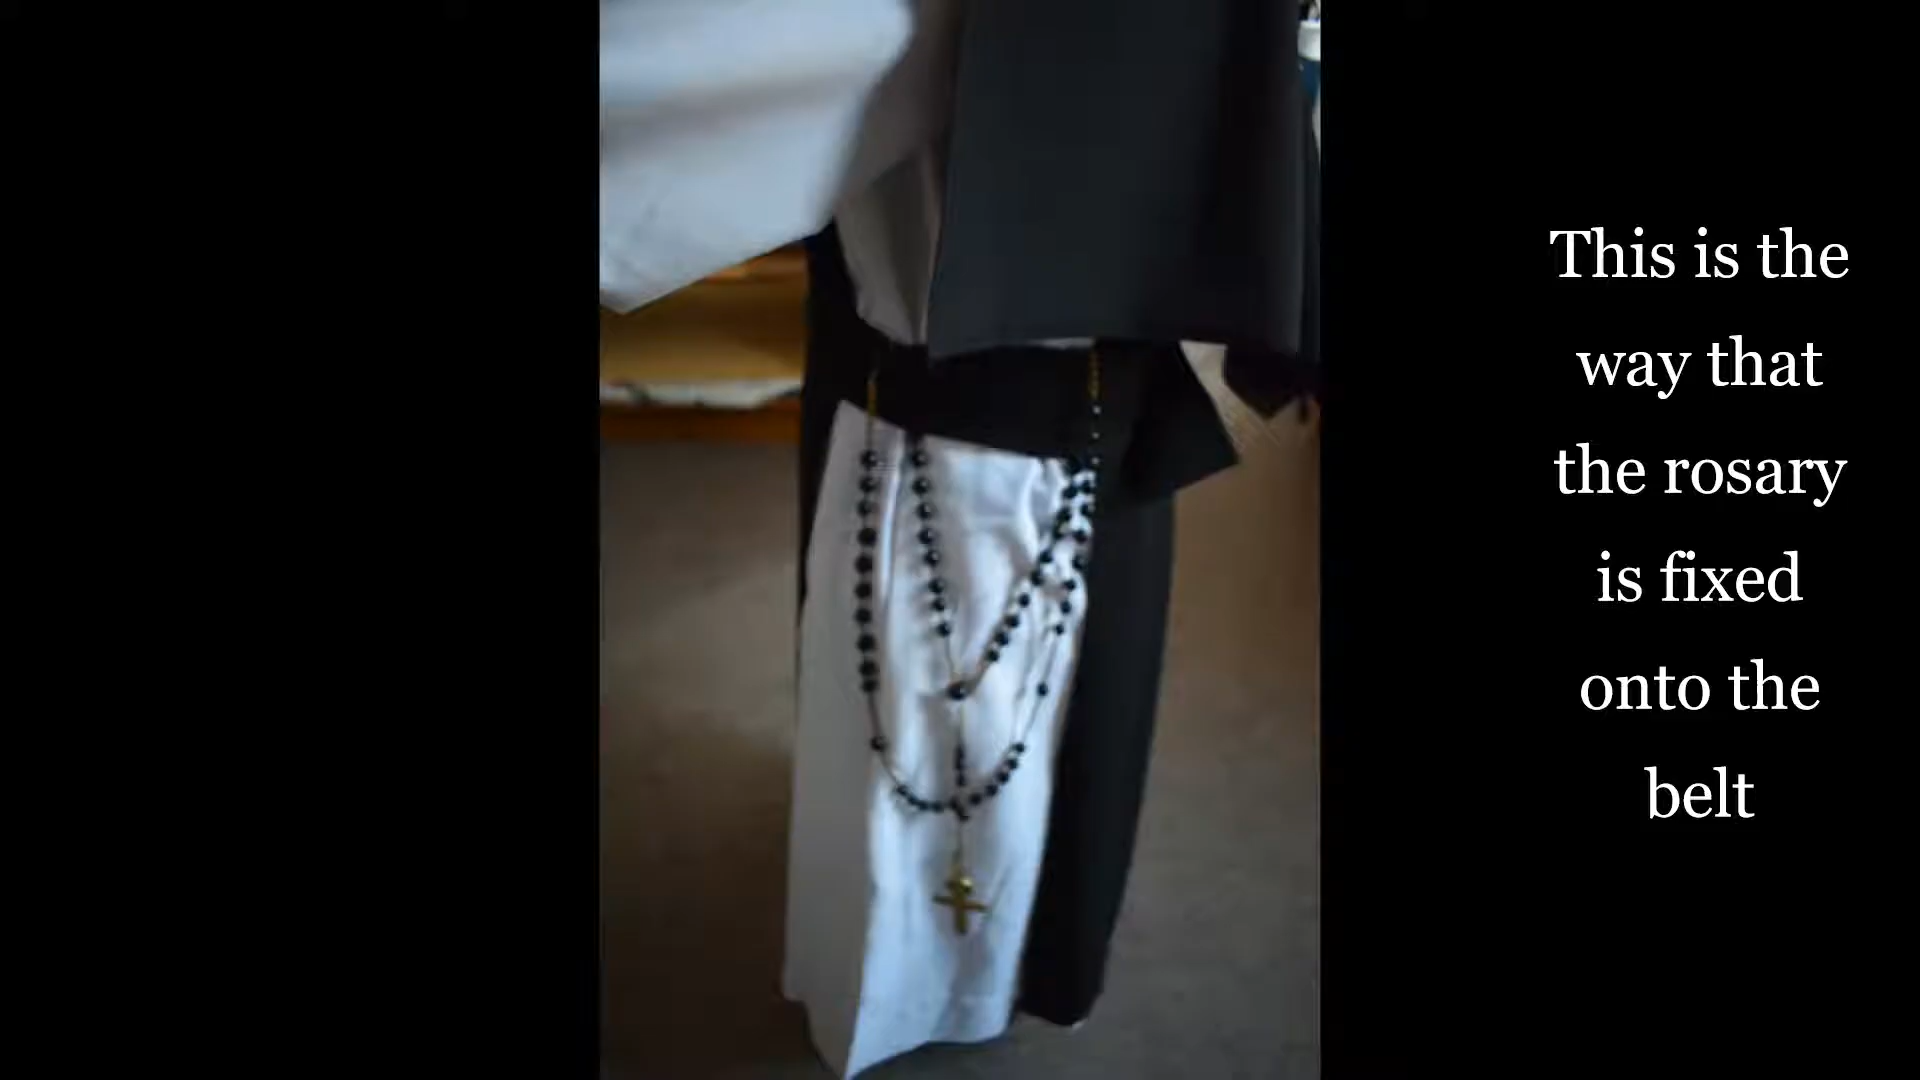 This is the
way that
the rosary
is fixed
onto the
belt